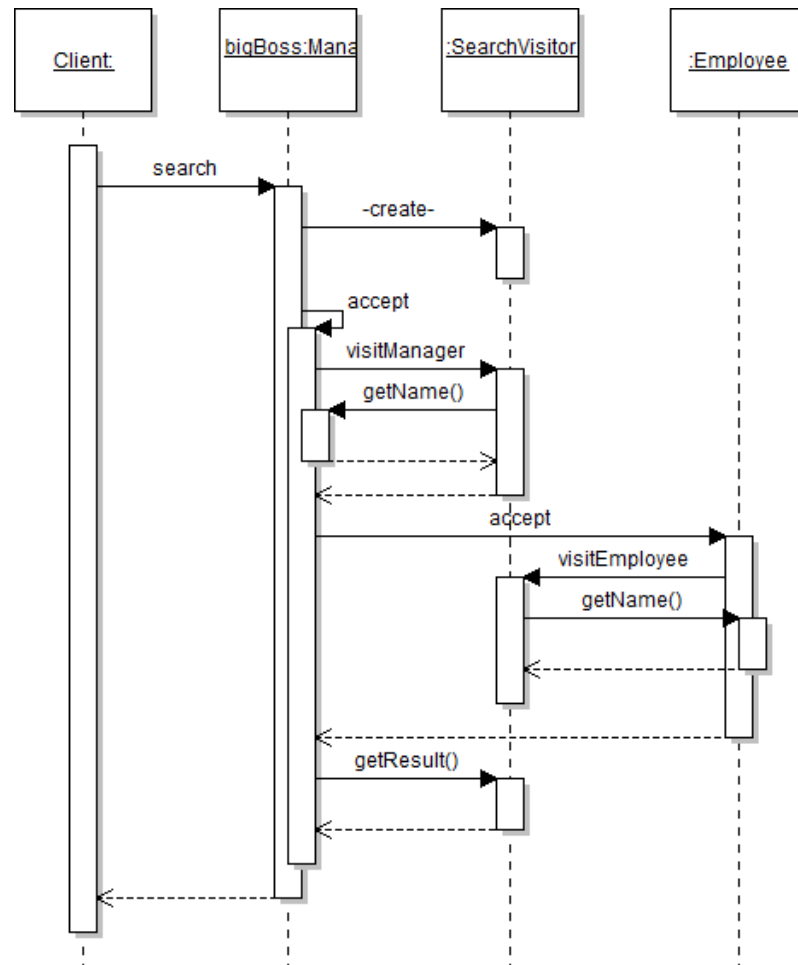 Client:
bigBoss:Mana
:SearchVisitor
:Employee
search
-create-
accept
visitManager
getName()
accept
visitEmployee
getName()
getResult()